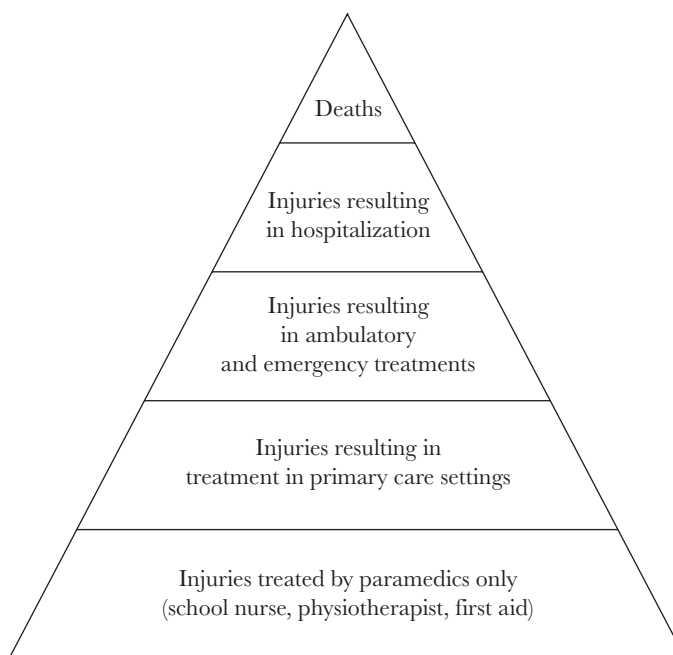 Deaths
Injuries resulting
in hospitalization
Injuries resulting
in ambulatory
and emergency treatments
Injuries resulting in
treatment in primary care settings
Injuries treated by paramedics only
(school nurse, physiotherapist, first aid)